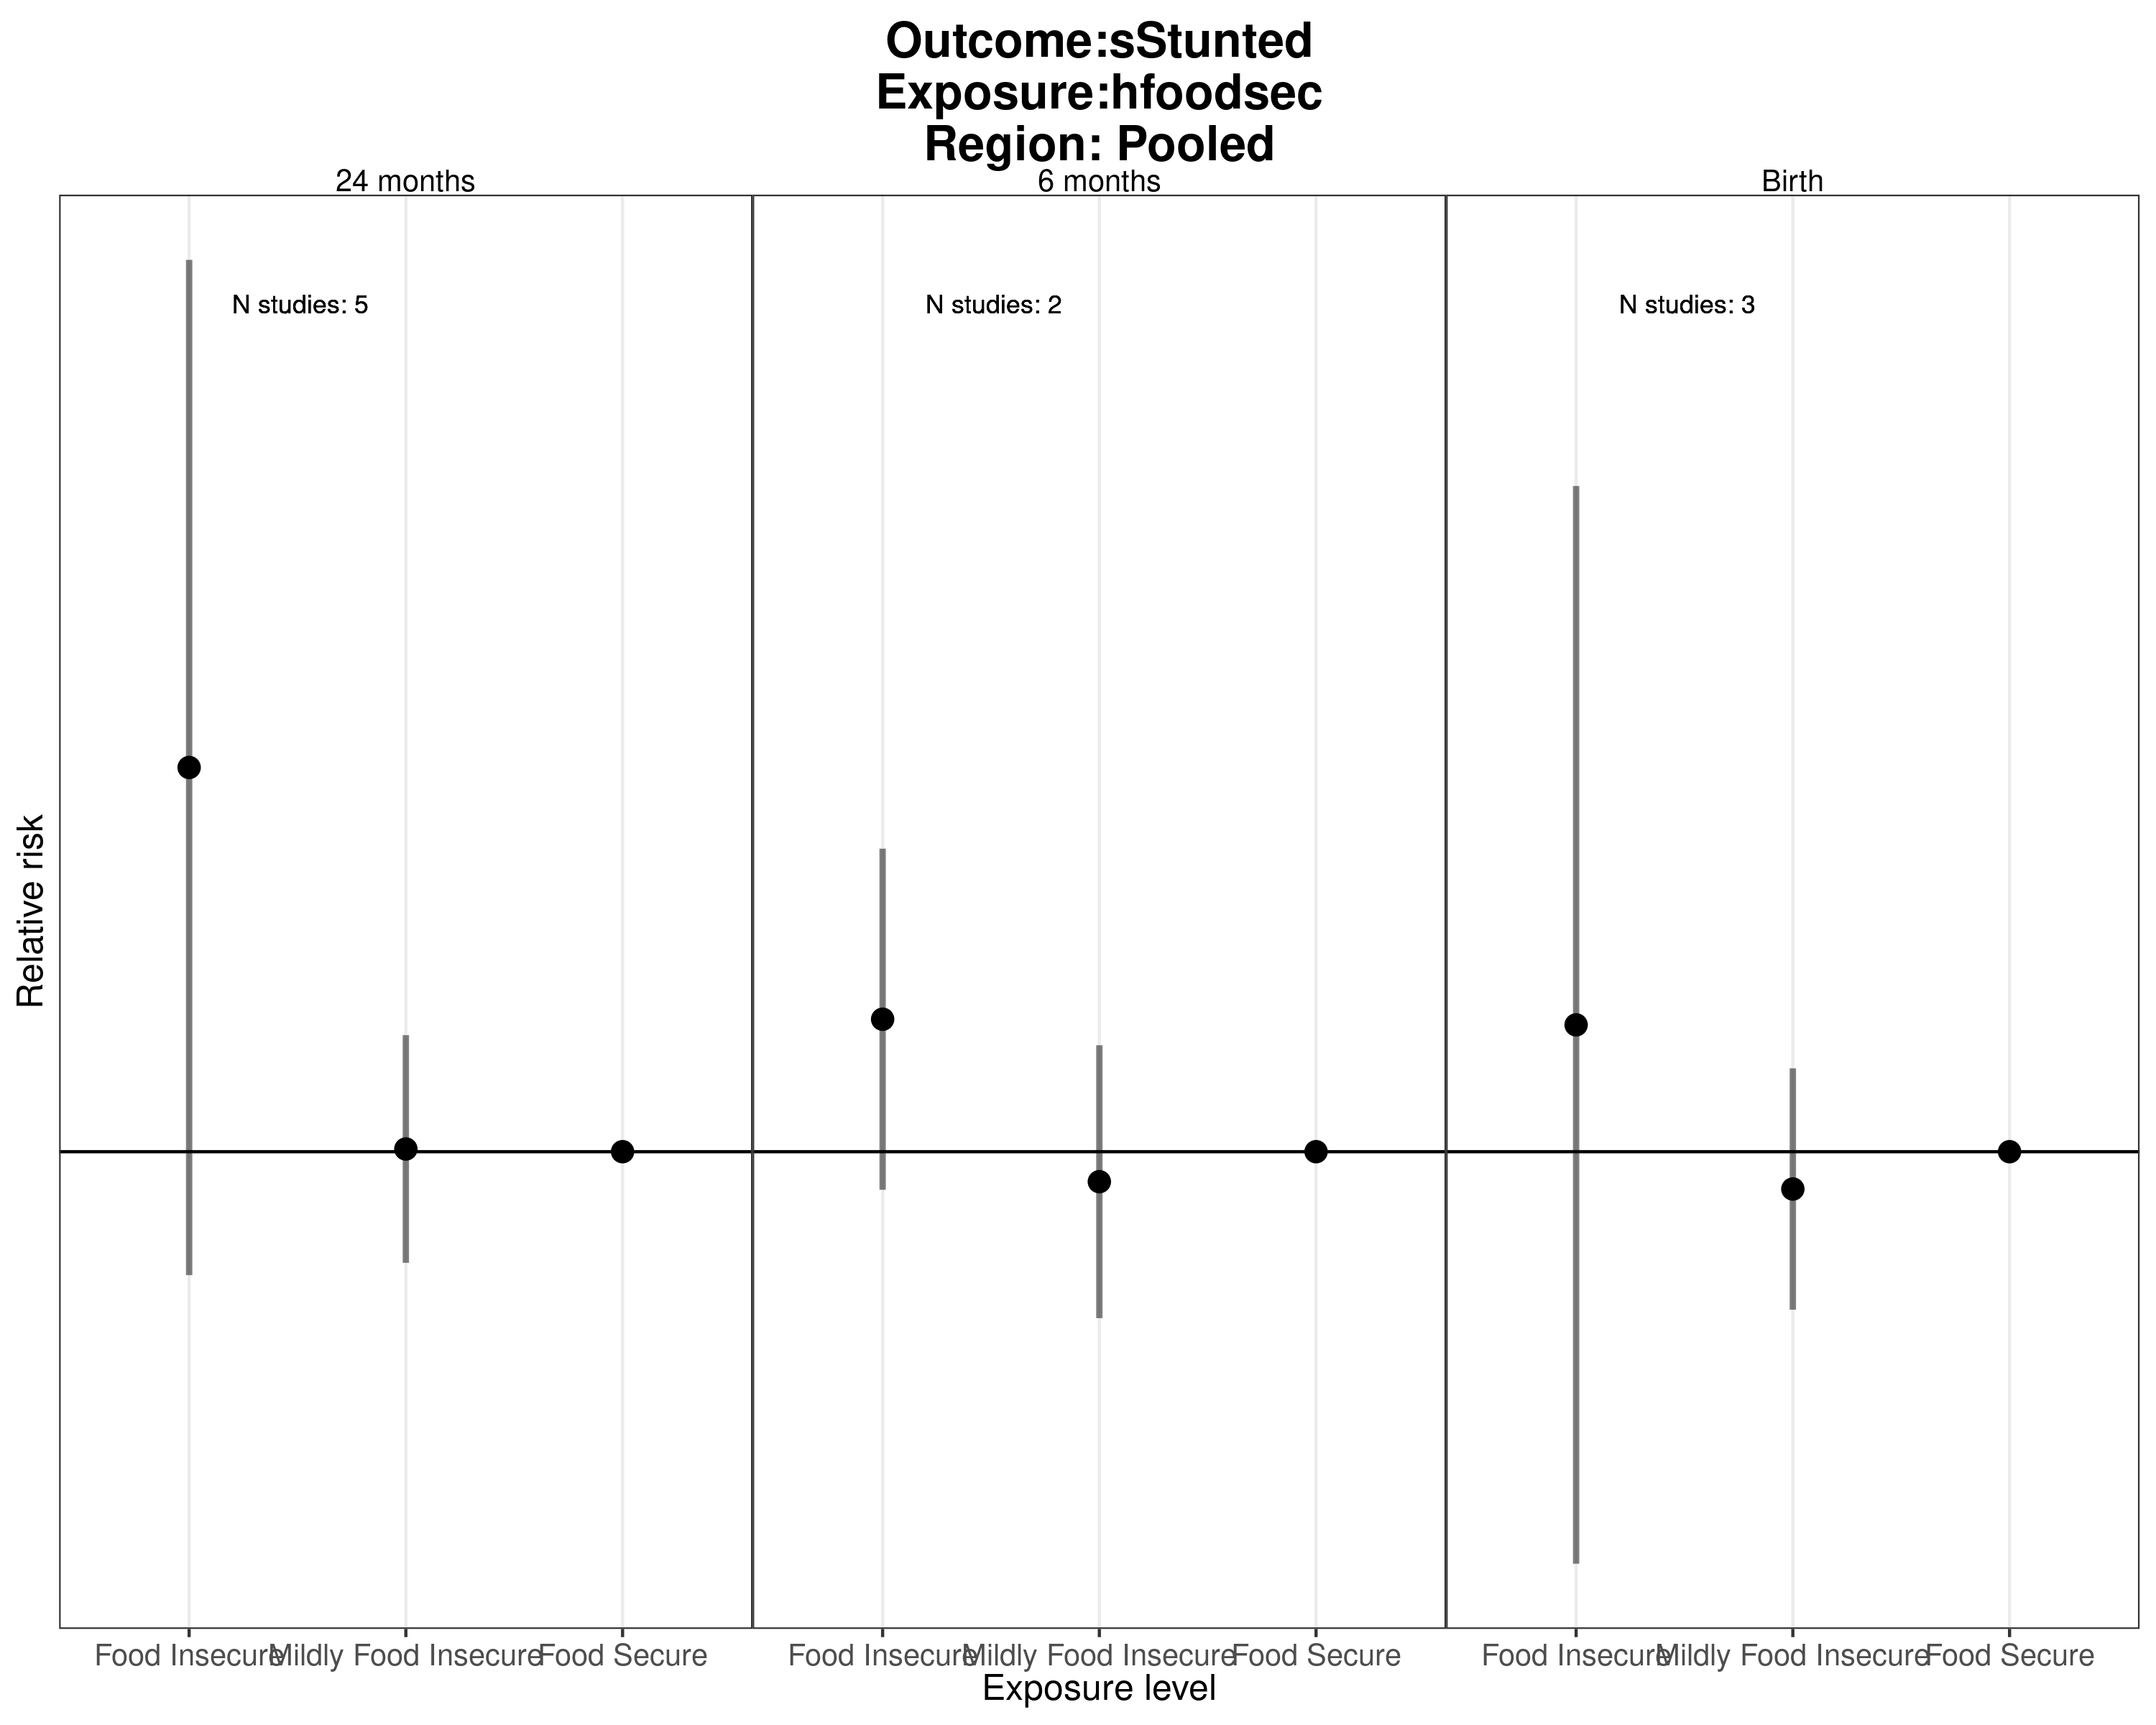 Outcome:sStunted
Exposure:hfoodsec
Region: Pooled
24 months
6 months
Birth
N studies: 5
N studies: 2
N studies: 3
Relative risk
Food Insecure
Mildly Food Insecure
Food Secure
Food Insecure
Mildly Food Insecure
Food Secure
Food Insecure
Mildly Food Insecure
Food Secure
Exposure level